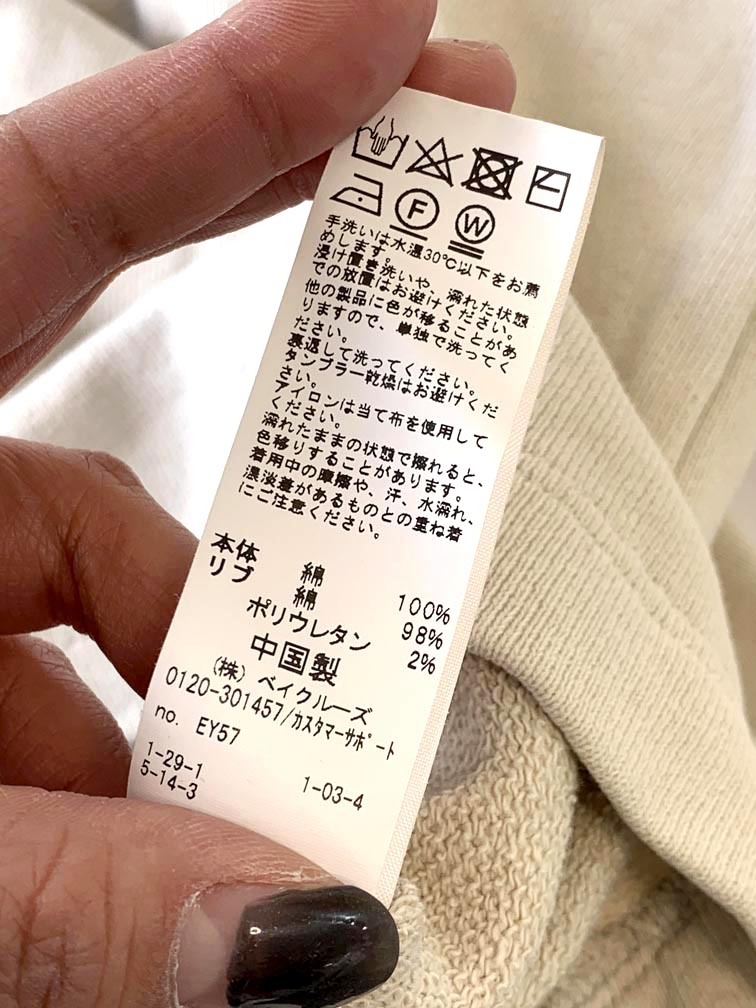 F W
手洗いは水温30℃以下をお薦
めします。
浸け置き洗いや、濡れた状態
での放置はお避けください。
他の製品に色が移ることがあ
りますので、単独で洗ってく
ださい。
裏返して洗ってください。
タンブラー乾燥はお避けくだ
さい。
アイロンは当て布を使用して
ください。
濡れたままの状態で擦れると、
色移りすることがあります。
着用中の摩擦や、汗、水濡れ、
濃淡差があるものとの重ね着
にご注意ください。
本体 綿 100%
リブ 綿 98%
ポリウレタン 2%
中国製
(株) ベイクルーズ
0120-301457/カスタマーサポート
no. EY57
1-29-1
5-14-3 1-03-4